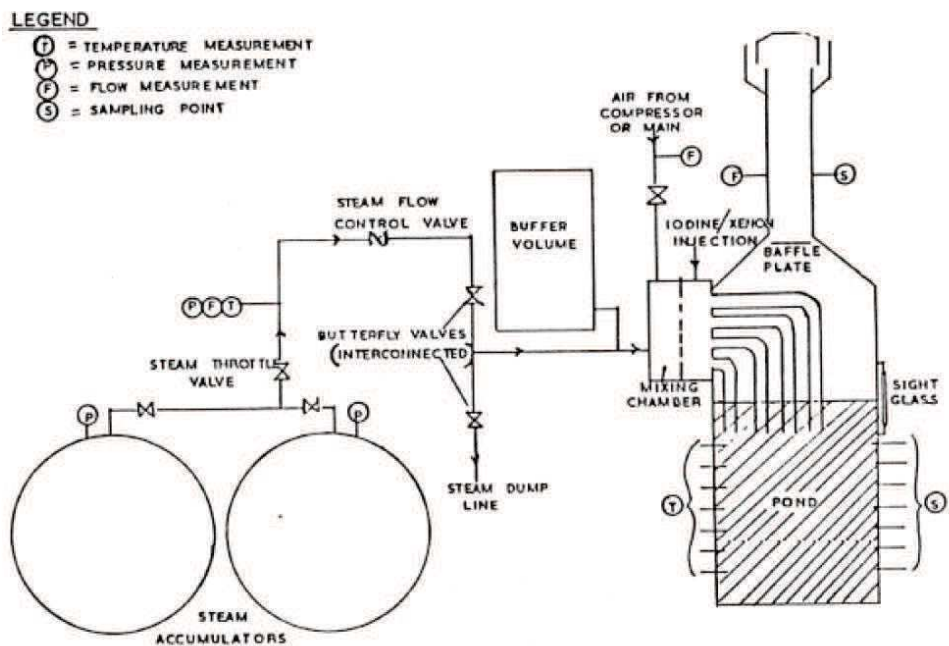 LEGEND
Ⓣ = TEMPERATURE MEASUREMENT
Ⓟ = PRESSURE MEASUREMENT
Ⓕ = FLOW MEASUREMENT
Ⓢ = SAMPLING POINT
AIR FROM
COMPRESSOR
OR MAIN
F
F
S
STEAM FLOW
CONTROL VALVE
BUFFER
VOLUME
IODINE/XENON
INJECTION
BAFFLE
PLATE
P F T
BUTTERFLY VALVES
(INTERCONNECTED)
STEAM THROTTLE
VALVE
MIXING
CHAMBER
SIGHT
GLASS
P
P
STEAM DUMP
LINE
T
POND
S
STEAM
ACCUMULATORS